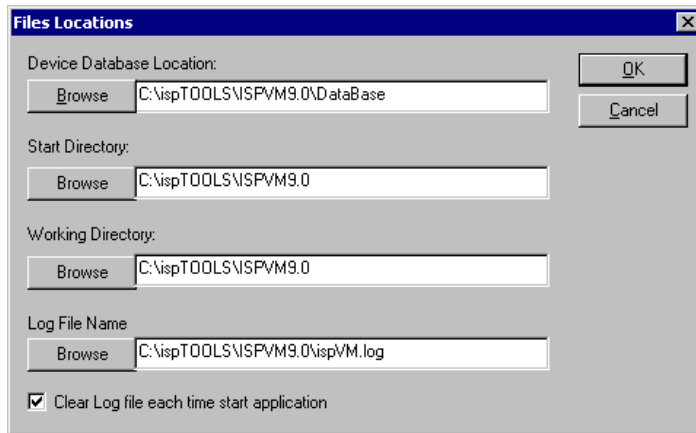 Files Locations
Device Database Location:
OK
Browse C:\ispTOOLS\ISPVM9.0\DataBase
Cancel
Start Directory:
Browse C:\ispTOOLS\ISPVM9.0
Working Directory:
Browse C:\ispTOOLS\ISPVM9.0
Log File Name
Browse C:\ispTOOLS\ISPVM9.0\ispVM.log
Clear Log file each time start application